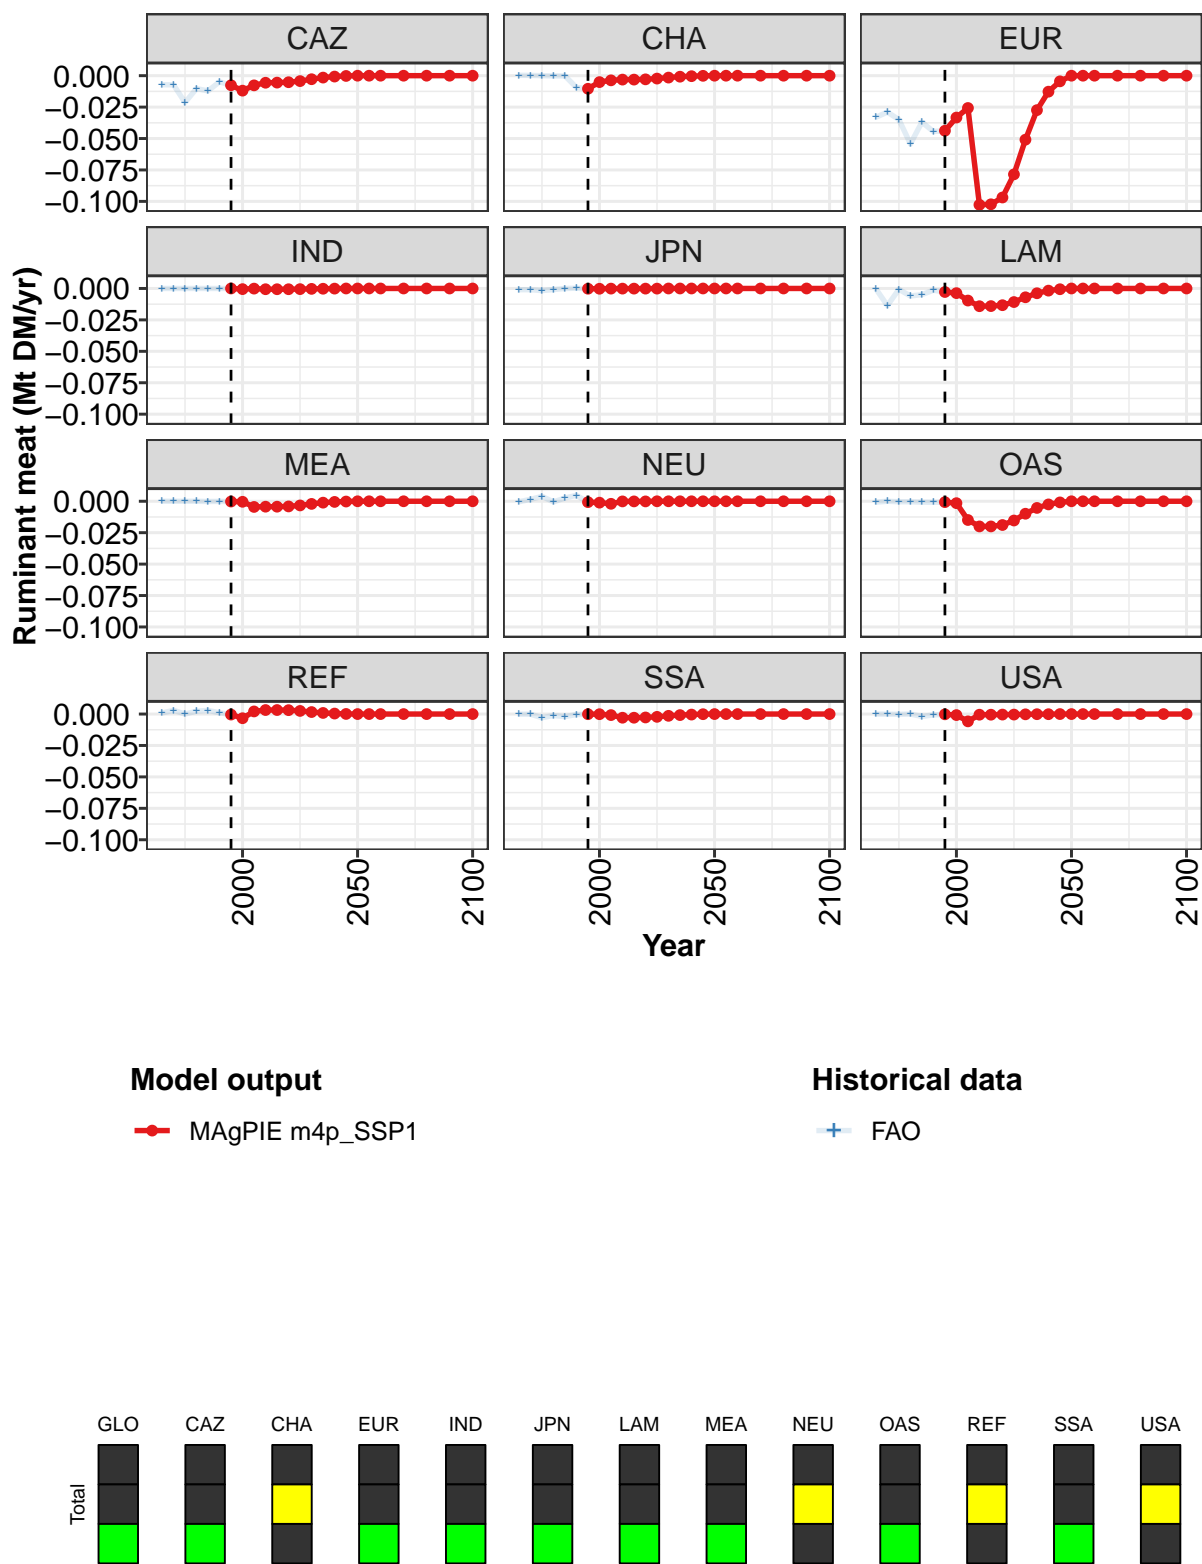 CAZ CHA EUR
0.000
−0.025
−0.050
−0.075
−0.100
IND JPN LAM
0.000
−0.025
−0.050
−0.075
−0.100
MEA NEU OAS
0.000
−0.025
−0.050
−0.075
−0.100
REF SSA USA
0.000
−0.025
−0.050
−0.075
−0.100
Ruminant meat (Mt DM/yr)
2000 2050 2100 2000 2050 2100 2000 2050 2100
Year
Model output Historical data
MAgPIE m4p_SSP1 FAO
GLO CAZ CHA EUR IND JPN LAM MEA NEU OAS REF SSA USA
Total